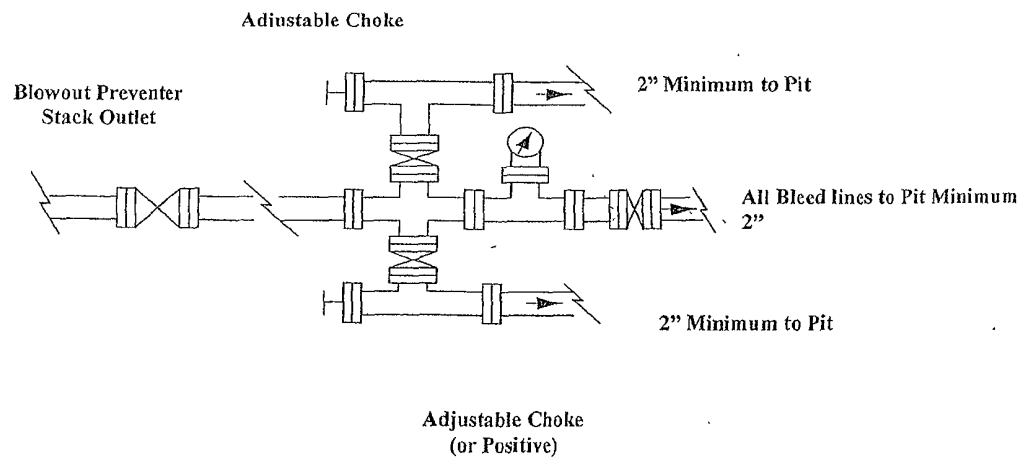 Adjustable Choke
2” Minimum to Pit
Blowout Preventer
Stack Outlet
All Bleed lines to Pit Minimum
2”
2” Minimum to Pit
Adjustable Choke
(or Positive)